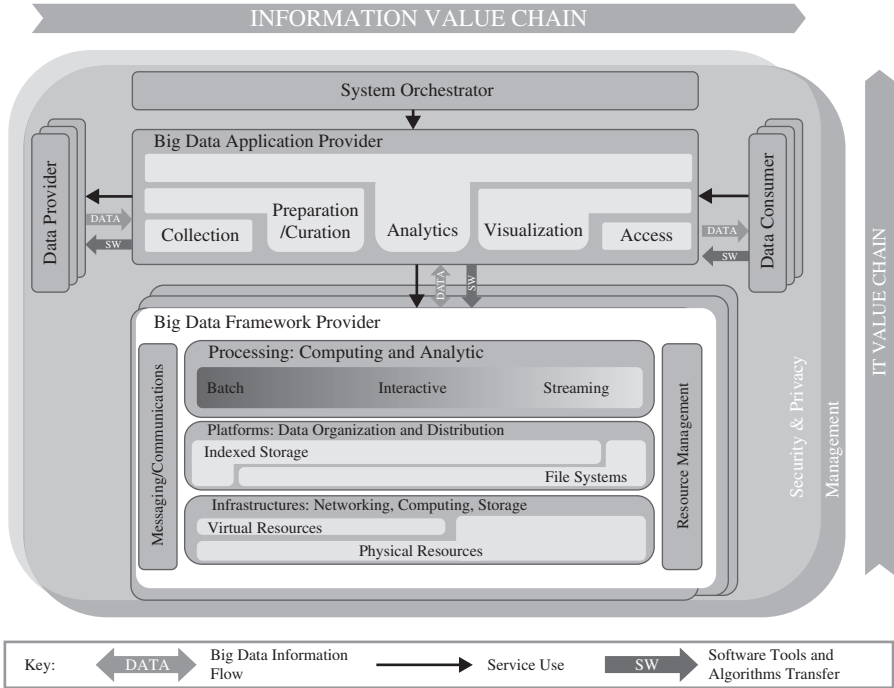 INFORMATION VALUE CHAIN
System Orchestrator
Big Data Application Provider
Collection
Preparation
/Curation
Analytics
Visualization
Access
Data Provider
DATA
SW
Data Consumer
DATA
SW
DATA
SW
Big Data Framework Provider
Messaging/Communications
Processing: Computing and Analytic
Batch
Interactive
Streaming
Platforms: Data Organization and Distribution
Indexed Storage
File Systems
Infrastructures: Networking, Computing, Storage
Virtual Resources
Physical Resources
Resource Management
Security & Privacy
Management
IT VALUE CHAIN
Key:
DATA
Big Data Information
Flow
Service Use
SW
Software Tools and
Algorithms Transfer